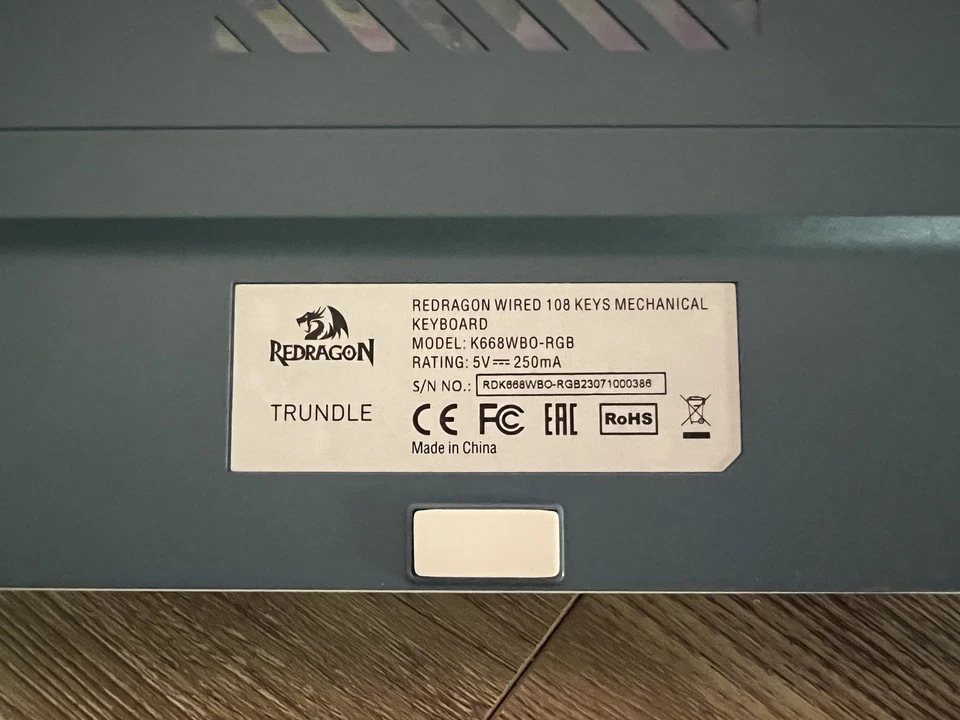 REDRAGON
TRUNDLE
REDRAGON WIRED 108 KEYS MECHANICAL
KEYBOARD
MODEL: K668WBO-RGB
RATING: 5V⎓250mA
S/N NO.: RDK668WBO-RGB23071000386
CE FC EAC RoHS
Made in China